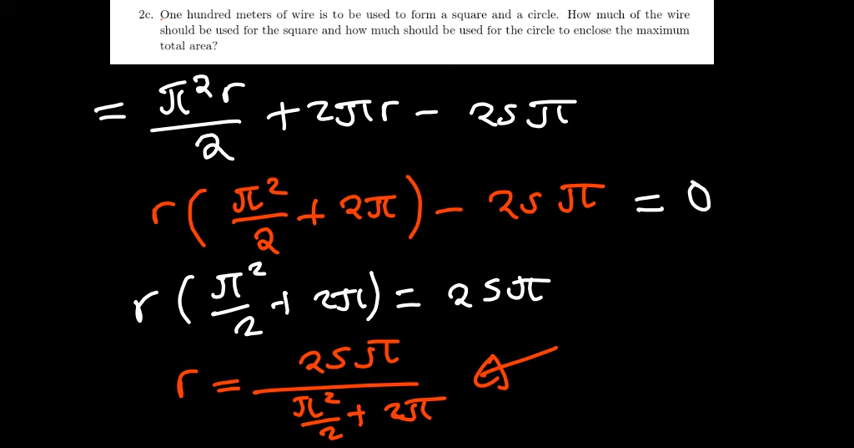 2c. One hundred meters of wire is to be used to form a square and a circle. How much of the wire
should be used for the square and how much should be used for the circle to enclose the maximum
total area?
= π²r/2 + 2πr − 25π
r(π²/2 + 2π) − 25π = 0
r(π²/2 + 2π) = 25π
r = 25π/(π²/2 + 2π)